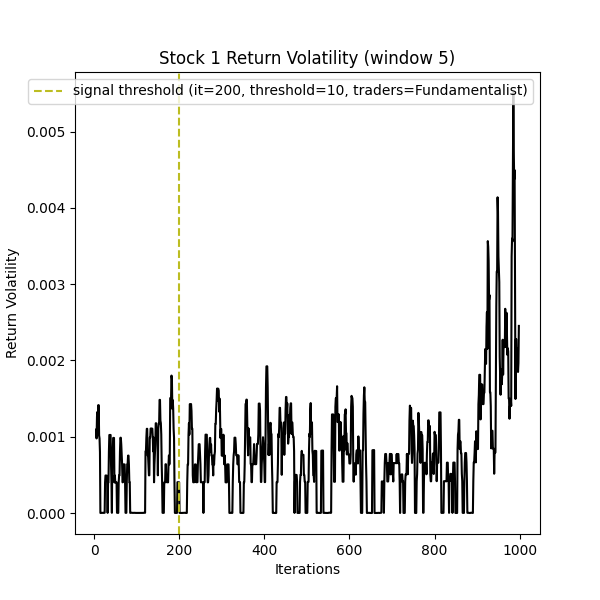 Stock 1 Return Volatility (window 5)
signal threshold (it=200, threshold=10, traders=Fundamentalist)
Return Volatility
0.005
0.004
0.003
0.002
0.001
0.000
0 200 400 600 800 1000
Iterations